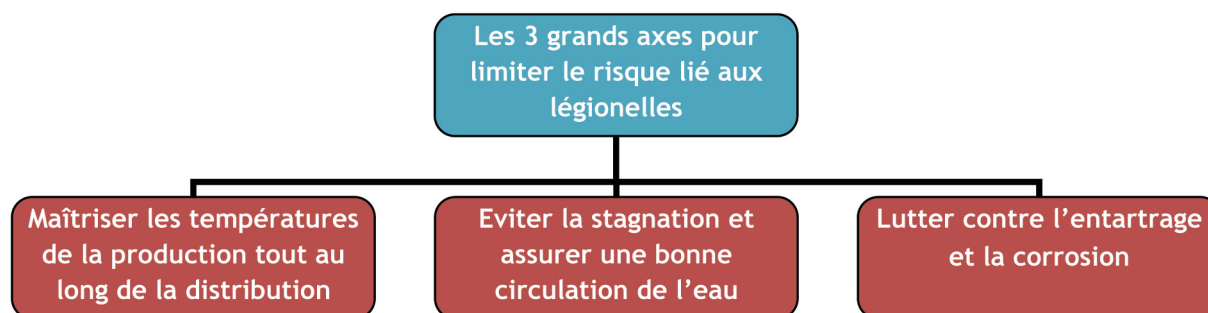 Les 3 grands axes pour
limiter le risque lié aux
légionelles
Maîtriser les températures
de la production tout au
long de la distribution
Eviter la stagnation et
assurer une bonne
circulation de l’eau
Lutter contre l’entartrage
et la corrosion